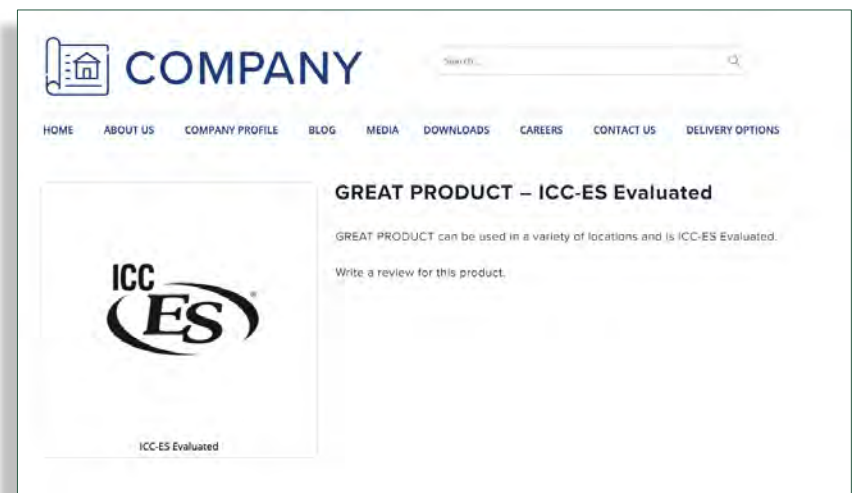 COMPANY
Search...
HOME ABOUT US COMPANY PROFILE BLOG MEDIA DOWNLOADS CAREERS CONTACT US DELIVERY OPTIONS
GREAT PRODUCT – ICC-ES Evaluated
GREAT PRODUCT can be used in a variety of locations and is ICC-ES Evaluated.
Write a review for this product.
ICC
ES®
ICC-ES Evaluated